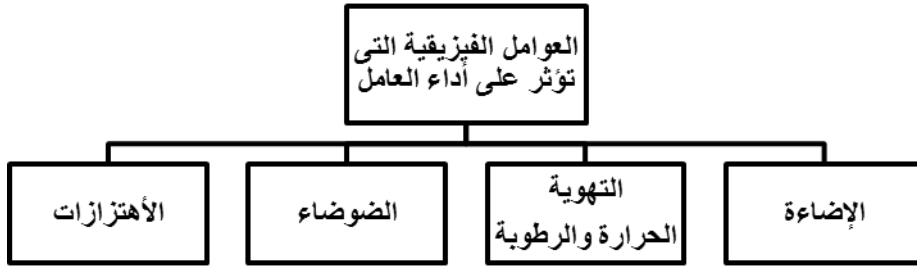 العوامل الفيزيقية التى
تؤثر على أداء العامل
الإضاءة
التهوية
الحرارة والرطوبة
الضوضاء
الأهتزازات